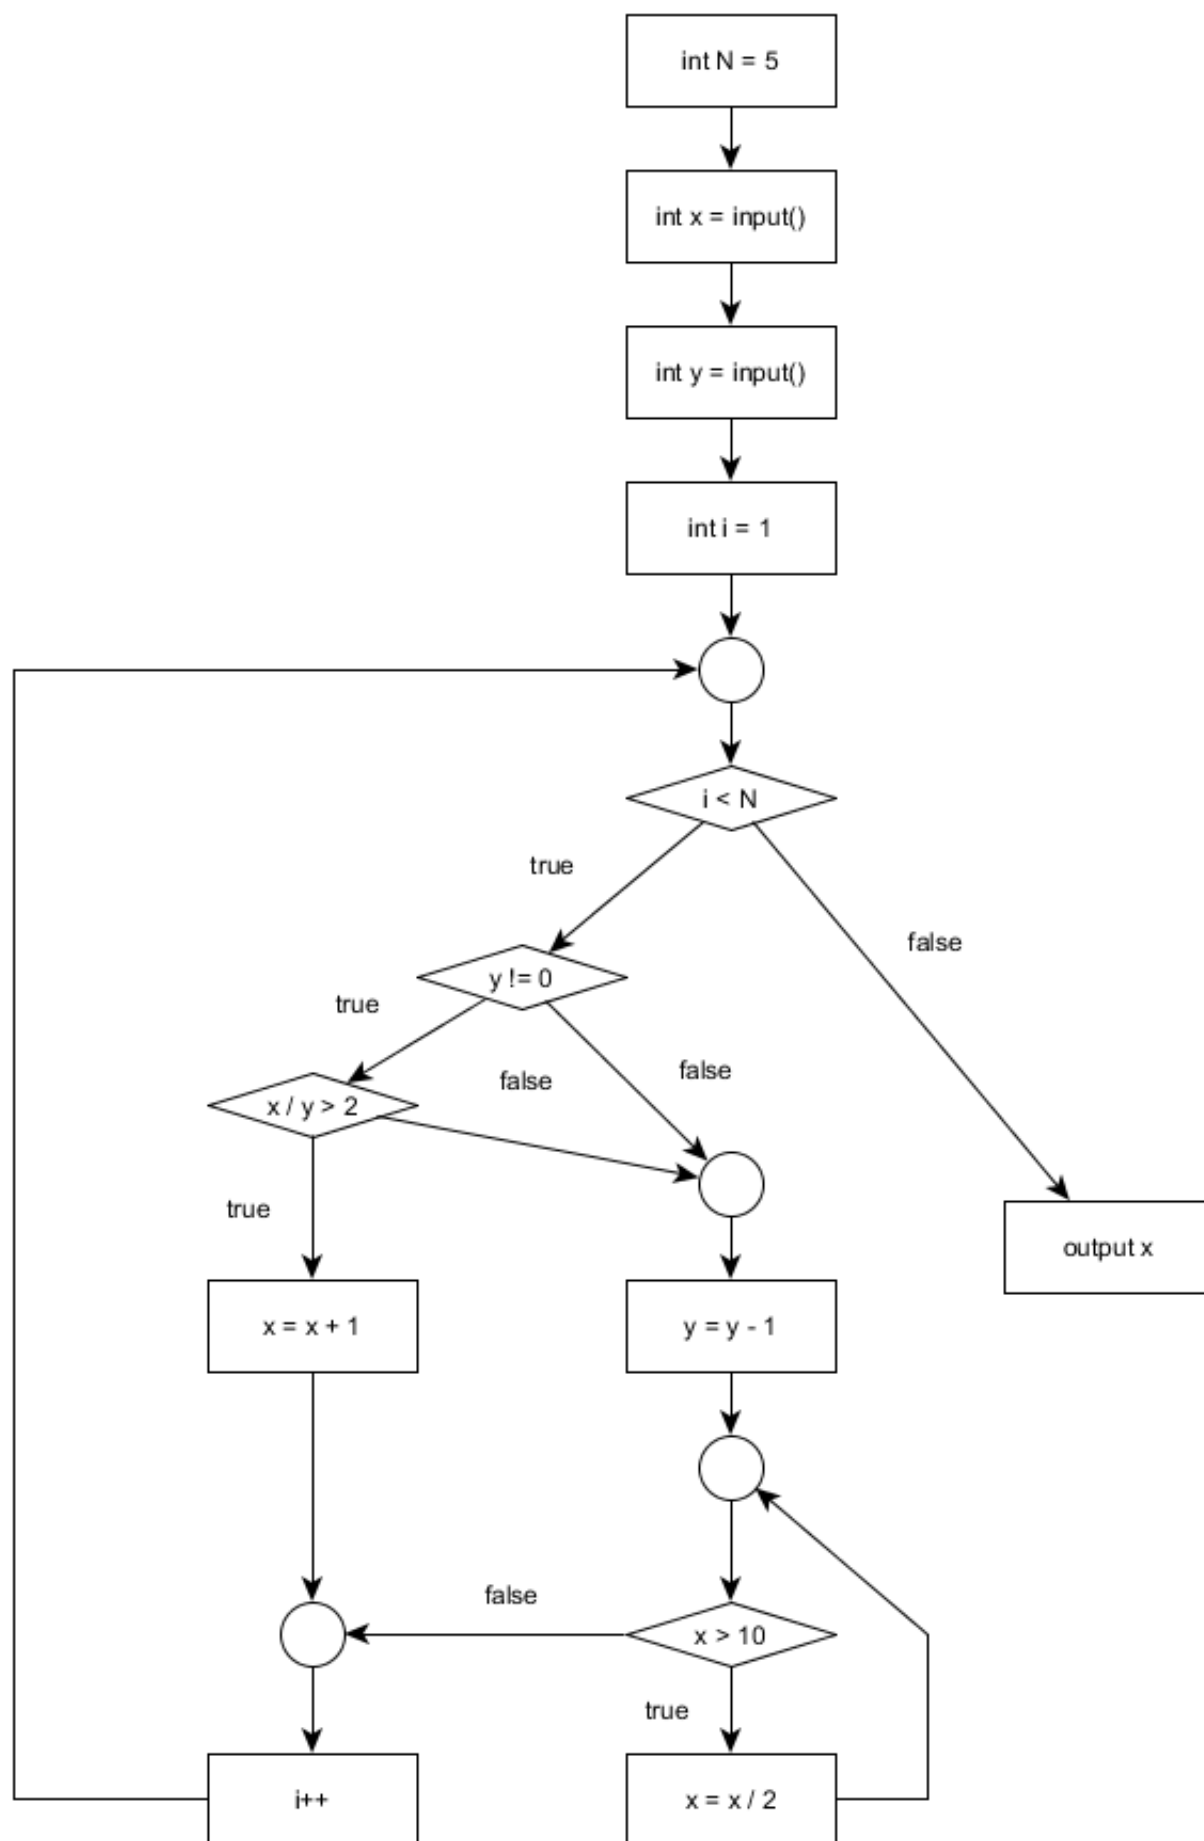 int N = 5
int x = input()
int y = input()
int i = 1
i < N
true
false
y != 0
true
false
false
x / y > 2
true
output x
x = x + 1
y = y - 1
false
x > 10
true
i++
x = x / 2